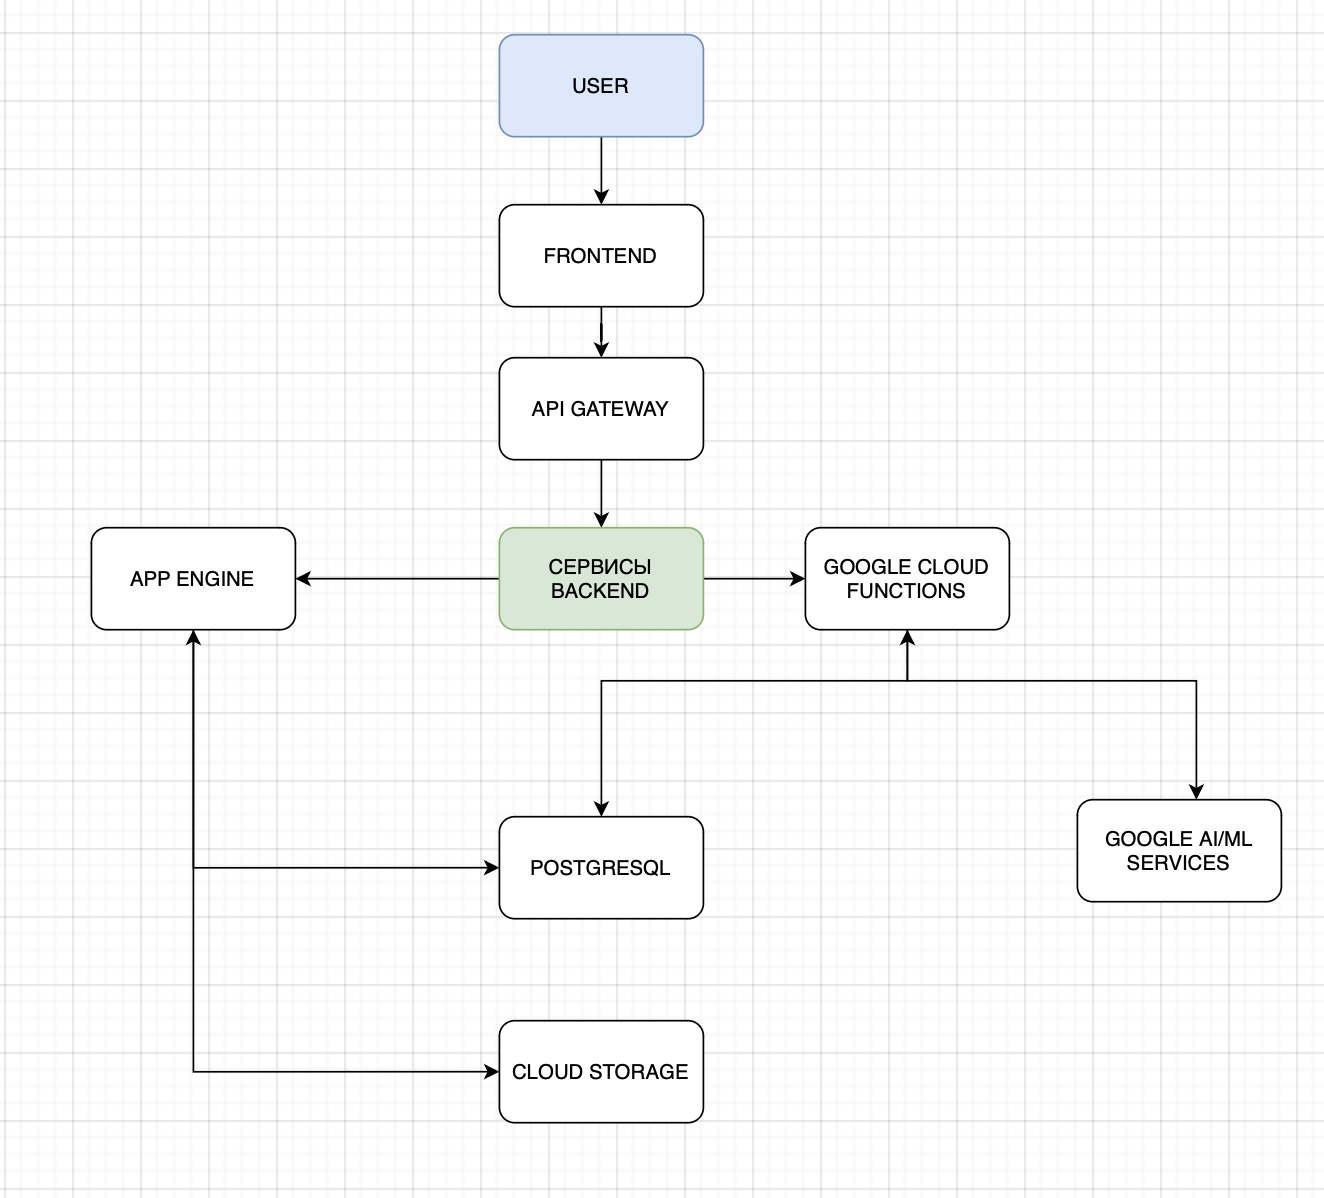 USER
FRONTEND
API GATEWAY
APP ENGINE
СЕРВИСЫ
BACKEND
GOOGLE CLOUD
FUNCTIONS
POSTGRESQL
GOOGLE AI/ML
SERVICES
CLOUD STORAGE